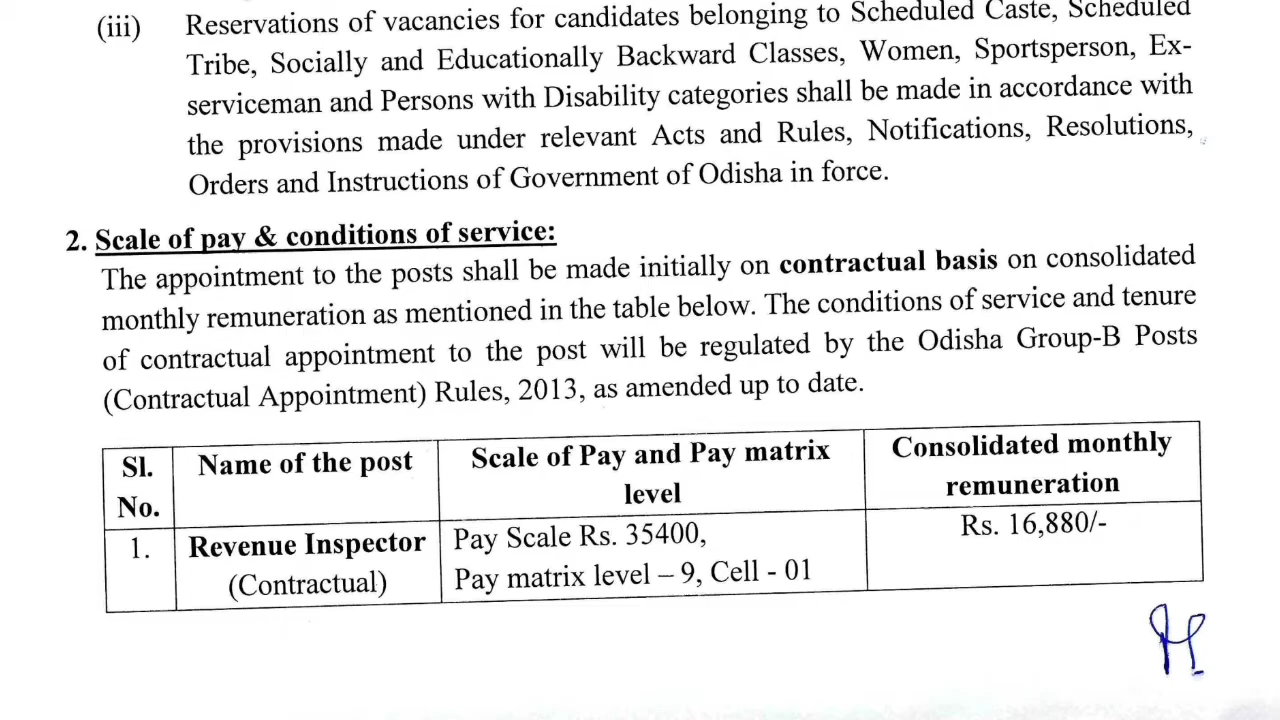 (iii) Reservations of vacancies for candidates belonging to Scheduled Caste, Scheduled
Tribe, Socially and Educationally Backward Classes, Women, Sportsperson, Ex-
serviceman and Persons with Disability categories shall be made in accordance with
the provisions made under relevant Acts and Rules, Notifications, Resolutions,
Orders and Instructions of Government of Odisha in force.
2. Scale of pay & conditions of service:
The appointment to the posts shall be made initially on contractual basis on consolidated
monthly remuneration as mentioned in the table below. The conditions of service and tenure
of contractual appointment to the post will be regulated by the Odisha Group-B Posts
(Contractual Appointment) Rules, 2013, as amended up to date.
Sl.
No.
Name of the post
Scale of Pay and Pay matrix
level
Consolidated monthly
remuneration
1.
Revenue Inspector
(Contractual)
Pay Scale Rs. 35400,
Pay matrix level – 9, Cell - 01
Rs. 16,880/-